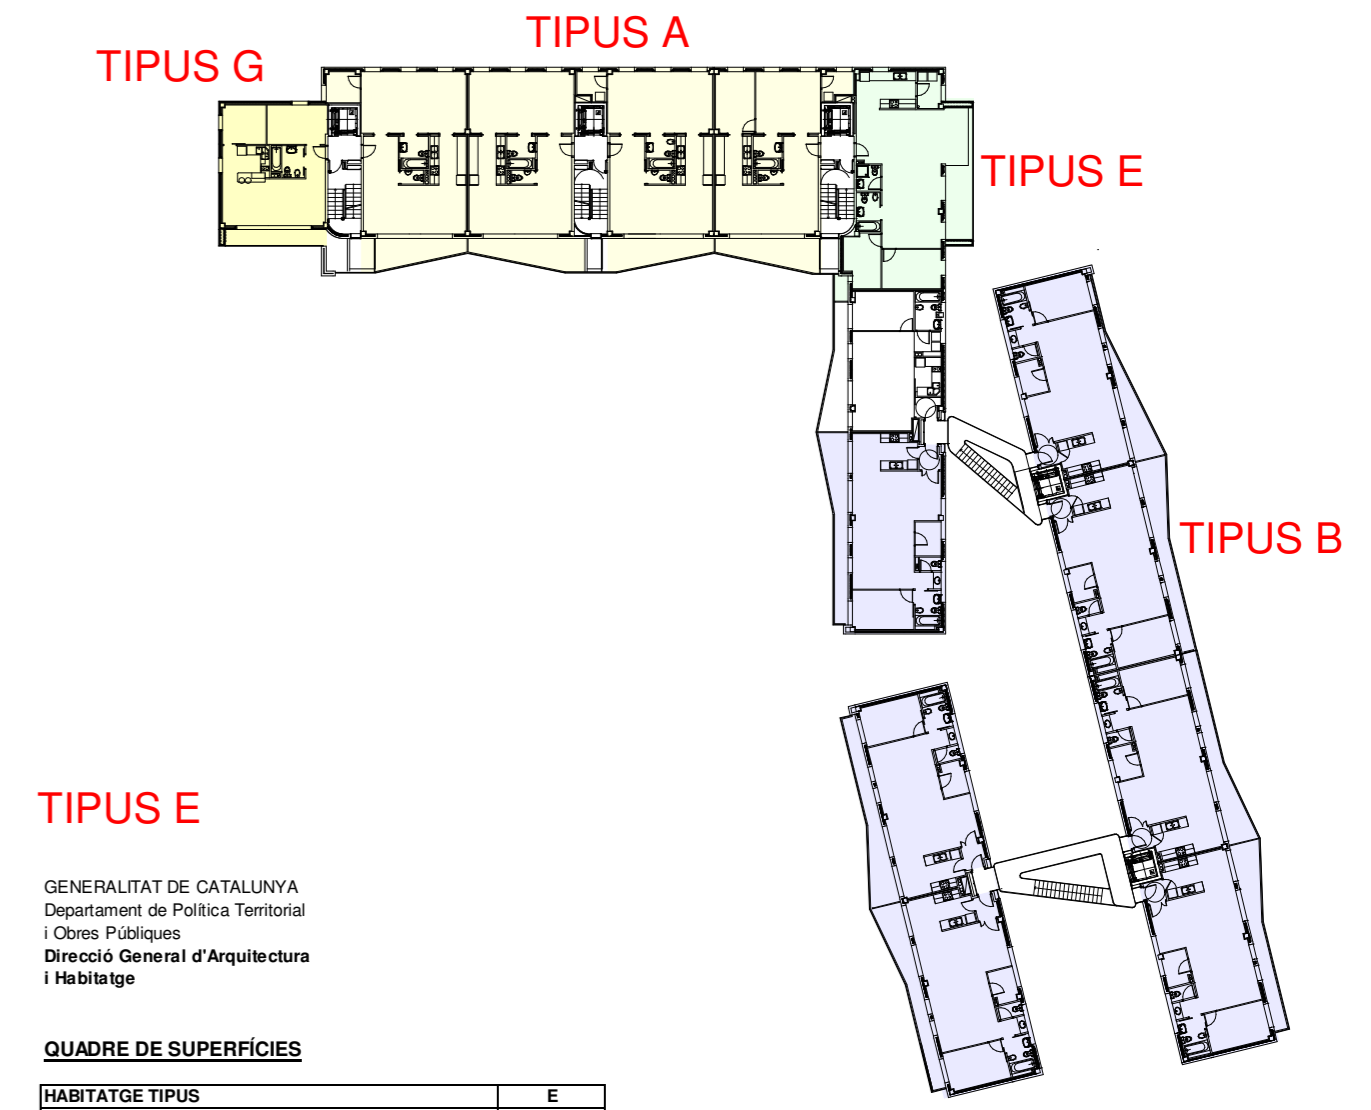 TIPUS A
TIPUS G
TIPUS E
TIPUS B
TIPUS E
GENERALITAT DE CATALUNYA
Departament de Política Territorial
i Obres Públiques
Direcció General d'Arquitectura
i Habitatge
QUADRE DE SUPERFÍCIES
HABITATGE TIPUS E